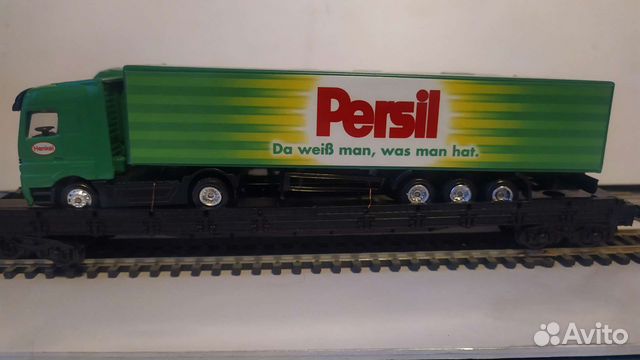 Persil
Da weiß man, was man hat.
Henkel
Avito